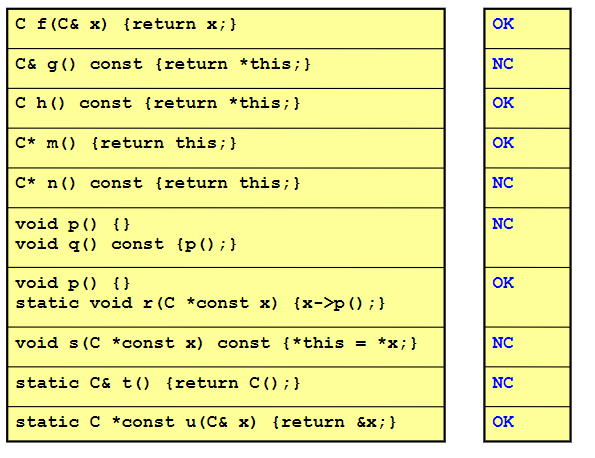 C f(C& x) {return x;} OK
C& g() const {return *this;} NC
C h() const {return *this;} OK
C* m() {return this;} OK
C* n() const {return this;} NC
void p() {} NC
void q() const {p();}
void p() {} OK
static void r(C *const x) {x->p();}
void s(C *const x) const {*this = *x;} NC
static C& t() {return C();} NC
static C *const u(C& x) {return &x;} OK